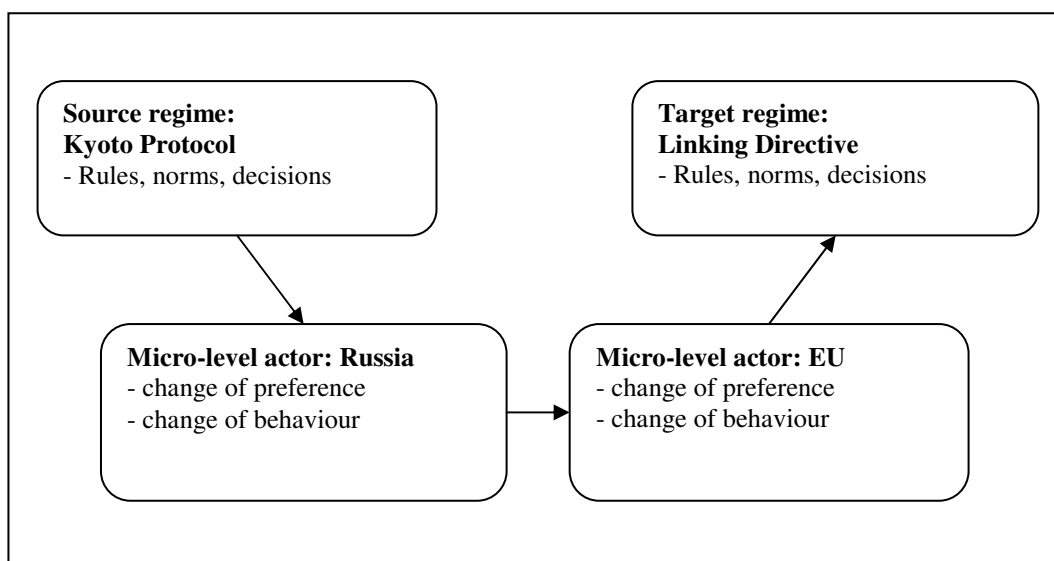 Source regime:
Kyoto Protocol
- Rules, norms, decisions
Target regime:
Linking Directive
- Rules, norms, decisions
Micro-level actor: Russia
- change of preference
- change of behaviour
Micro-level actor: EU
- change of preference
- change of behaviour